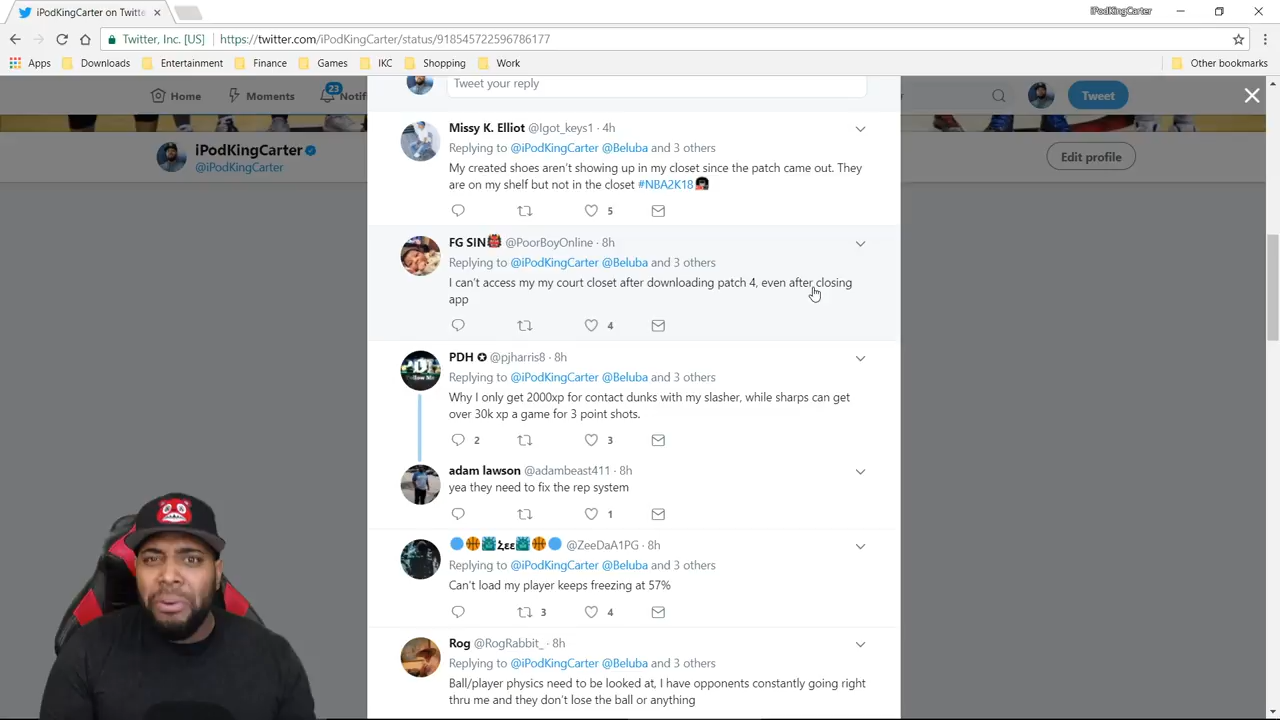 iPodKingCarter on Twitte
iPodKingCarter
Twitter, Inc. [US]
https://twitter.com/iPodKingCarter/status/918545722596786177
Apps
Downloads
Entertainment
Finance
Games
IKC
Shopping
Work
Other bookmarks
Home
Moments
23
Notif
Tweet
iPodKingCarter
@iPodKingCarter
Edit profile
Tweet your reply
Missy K. Elliot @Igot_keys1 · 4h
Replying to @iPodKingCarter @Beluba and 3 others
My created shoes aren't showing up in my closet since the patch came out. They
are on my shelf but not in the closet #NBA2K18
5
FG SIN @PoorBoyOnline · 8h
Replying to @iPodKingCarter @Beluba and 3 others
I can't access my my court closet after downloading patch 4, even after closing
app
4
PDH @pjharris8 · 8h
Replying to @iPodKingCarter @Beluba and 3 others
Why I only get 2000xp for contact dunks with my slasher, while sharps can get
over 30k xp a game for 3 point shots.
2 3
adam lawson @adambeast411 · 8h
yea they need to fix the rep system
1
@ZeeDaA1PG · 8h
Replying to @iPodKingCarter @Beluba and 3 others
Can't load my player keeps freezing at 57%
3 4
Rog @RogRabbit_ · 8h
Replying to @iPodKingCarter @Beluba and 3 others
Ball/player physics need to be looked at, I have opponents constantly going right
thru me and they don't lose the ball or anything